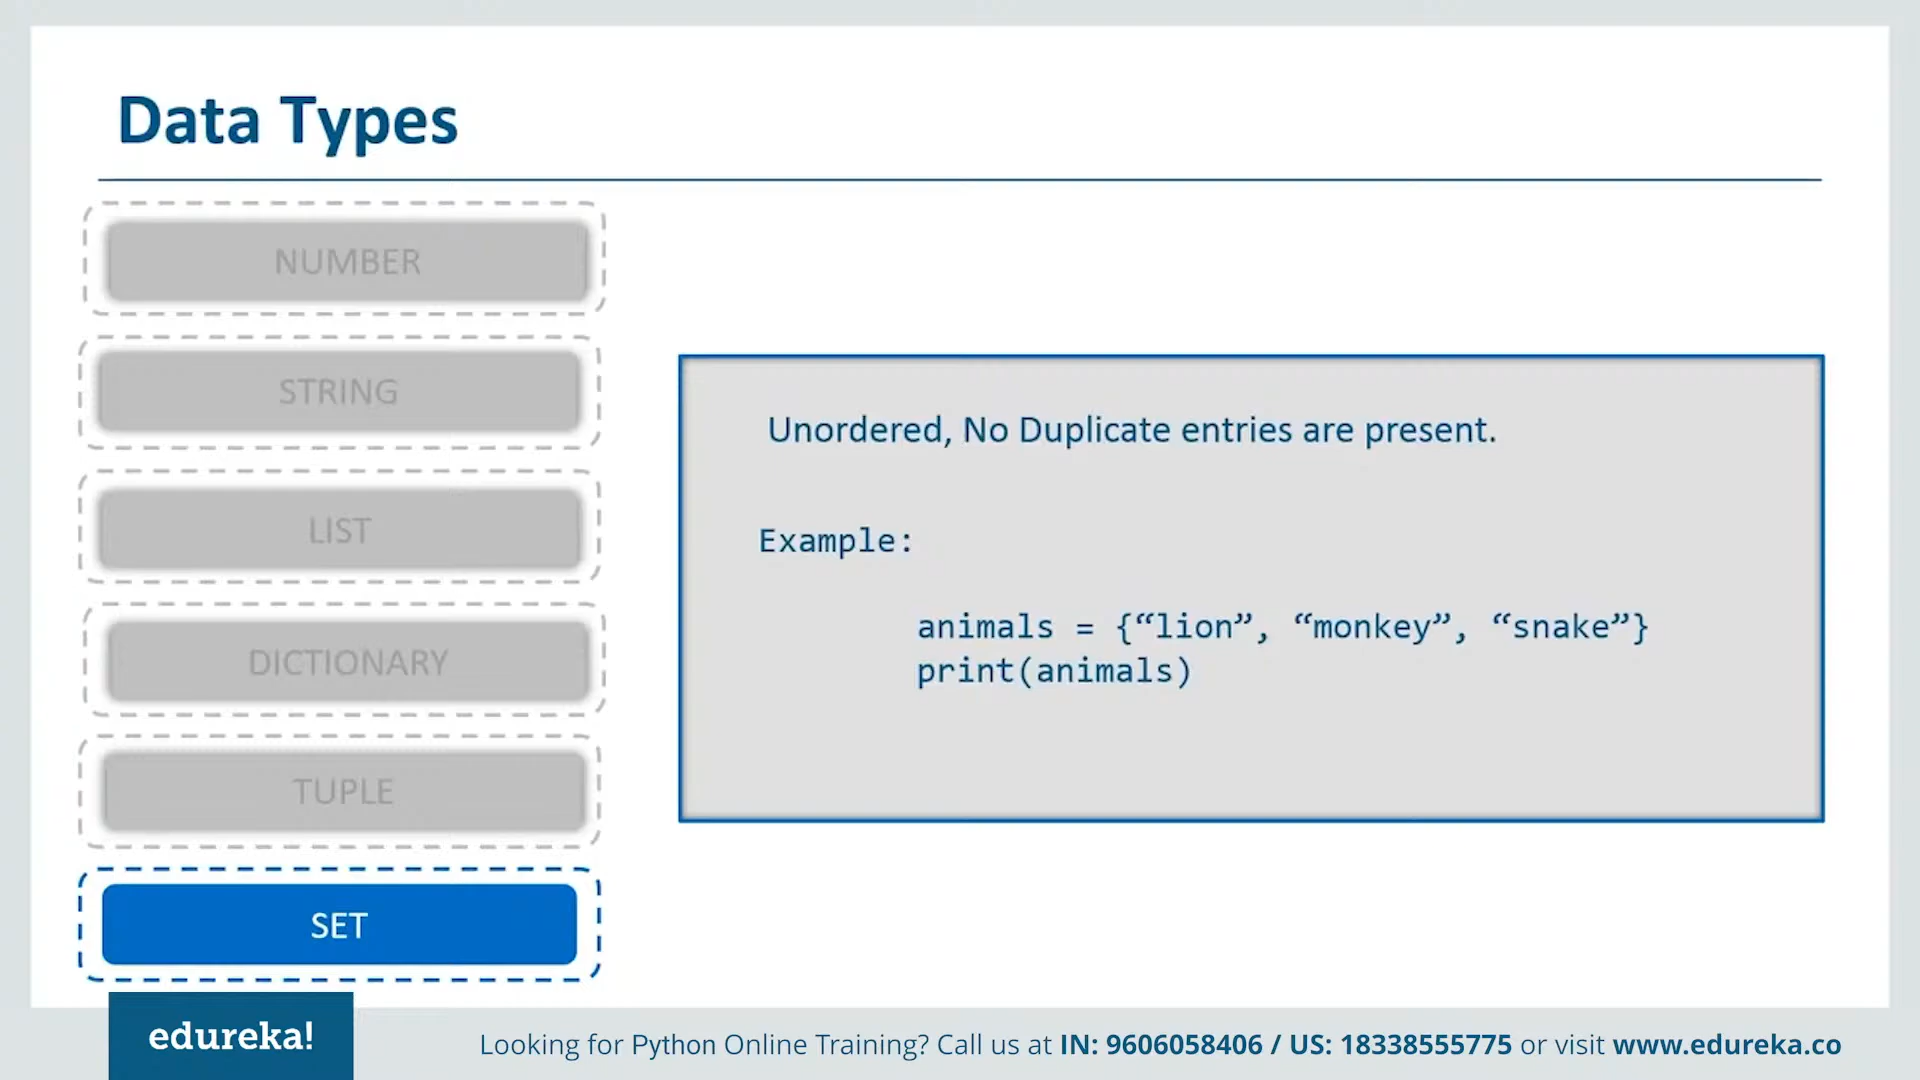 Data Types
NUMBER
STRING
LIST
DICTIONARY
TUPLE
SET
Unordered, No Duplicate entries are present.
Example:
animals = {“lion”, “monkey”, “snake”}
print(animals)
edureka!
Looking for Python Online Training? Call us at IN: 9606058406 / US: 18338555775 or visit www.edureka.co